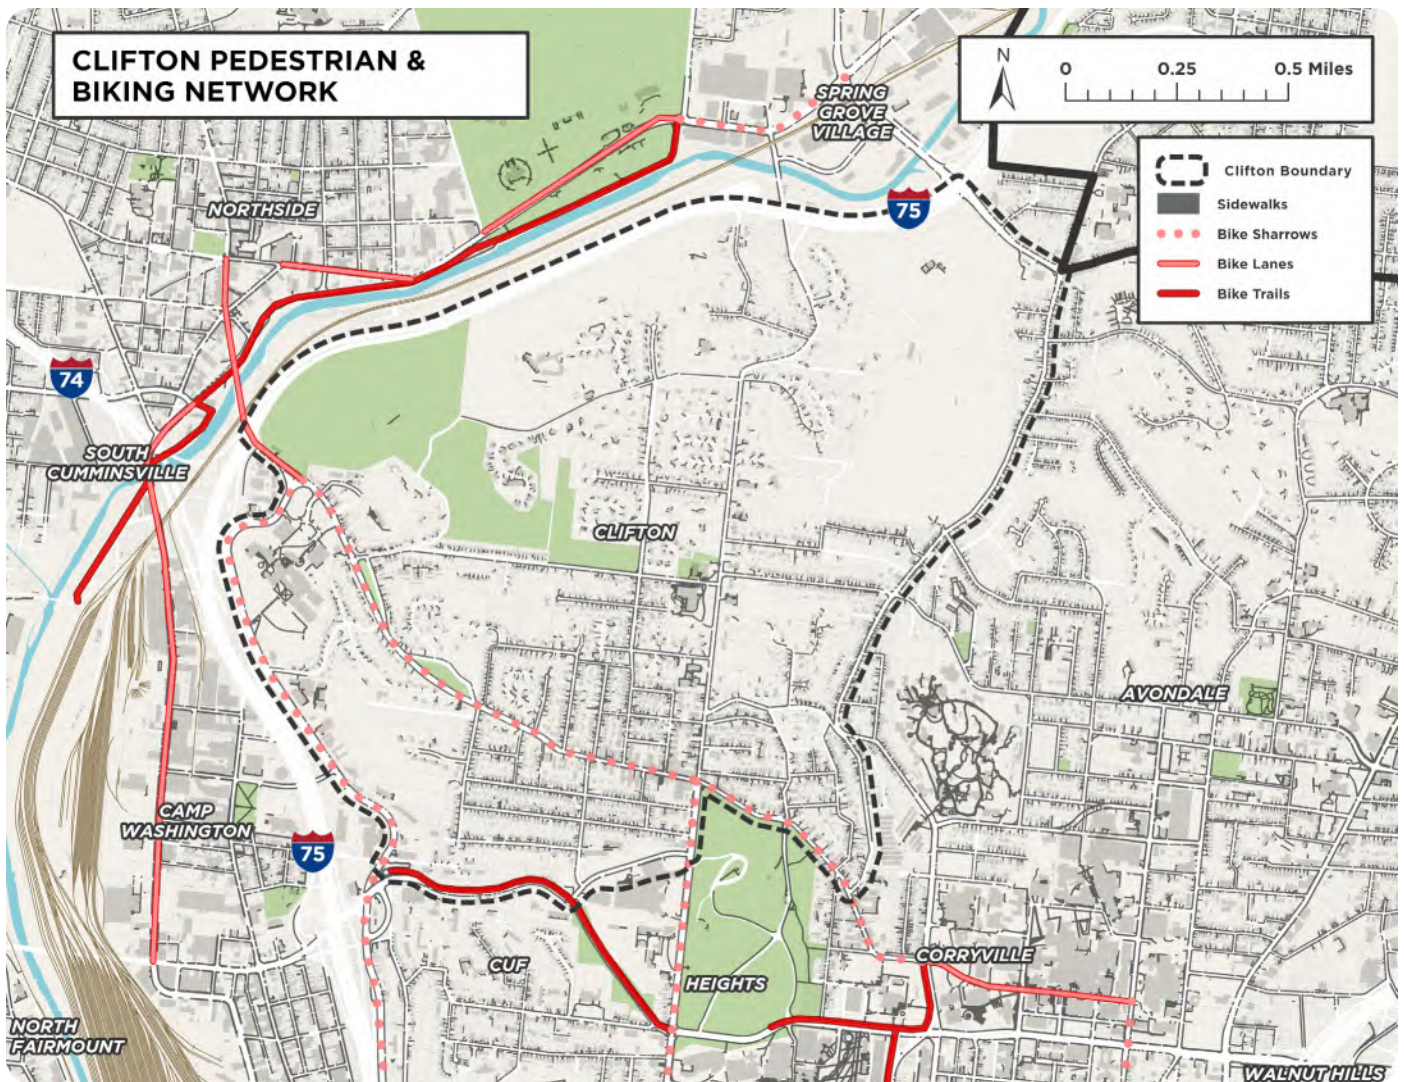 CLIFTON PEDESTRIAN &
BIKING NETWORK
N
0 0.25 0.5 Miles
Clifton Boundary
Sidewalks
Bike Sharrows
Bike Lanes
Bike Trails
SPRING
GROVE
VILLAGE
75
NORTHSIDE
74
SOUTH
CUMMINSVILLE
CLIFTON
AVONDALE
CAMP
WASHINGTON
75
CORRYVILLE
CUF
HEIGHTS
NORTH
FAIRMOUNT
WALNUT HILLS